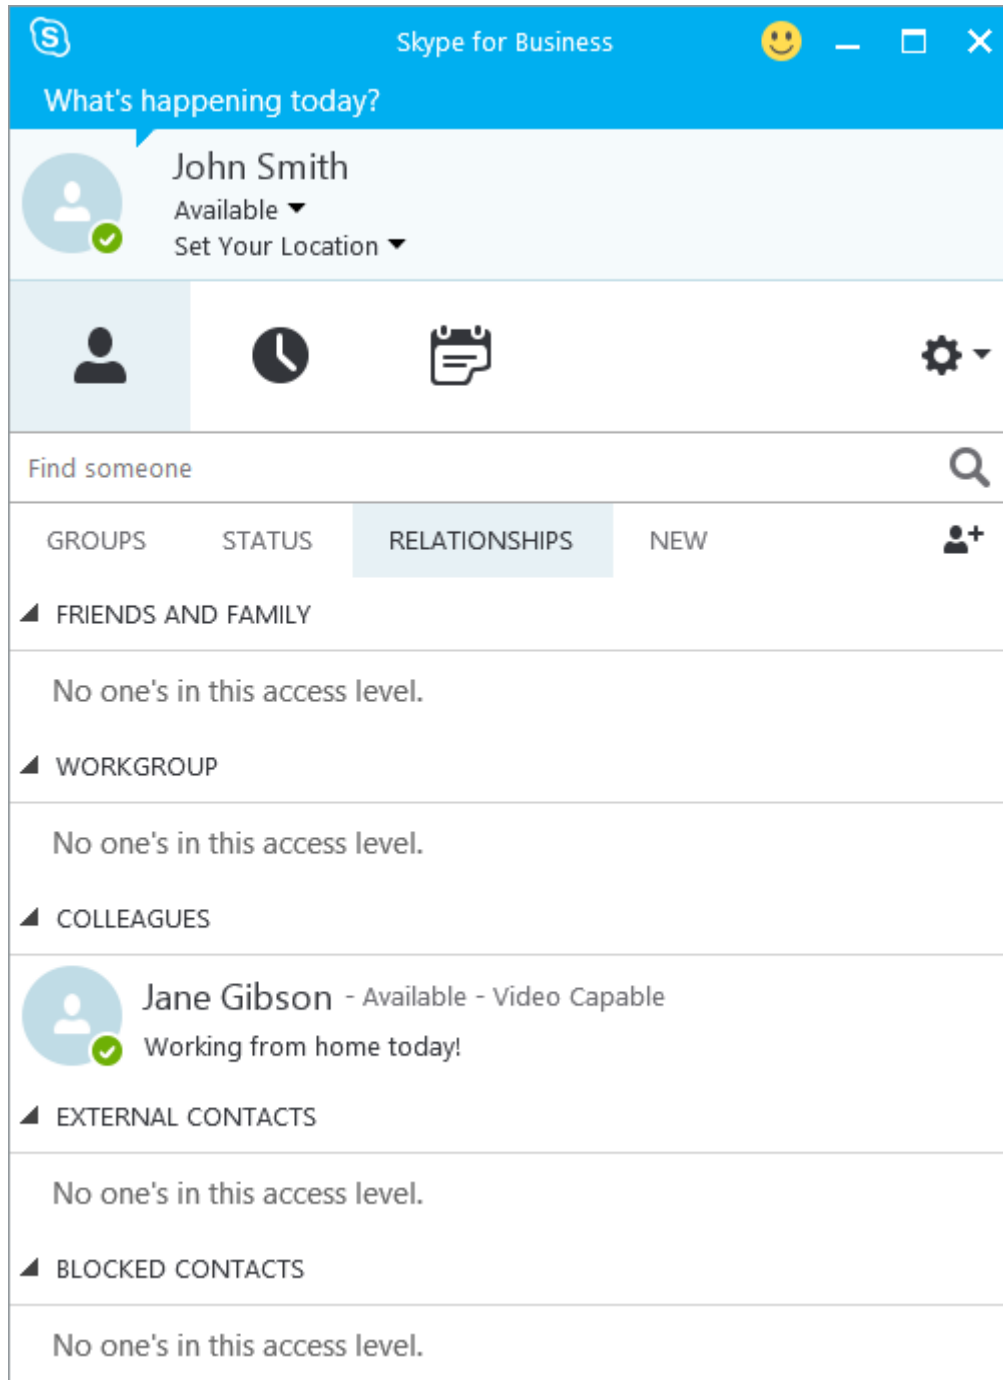 Skype for Business
What's happening today?
John Smith
Available
Set Your Location
Find someone
GROUPS STATUS RELATIONSHIPS NEW
FRIENDS AND FAMILY
No one's in this access level.
WORKGROUP
No one's in this access level.
COLLEAGUES
Jane Gibson - Available - Video Capable
Working from home today!
EXTERNAL CONTACTS
No one's in this access level.
BLOCKED CONTACTS
No one's in this access level.